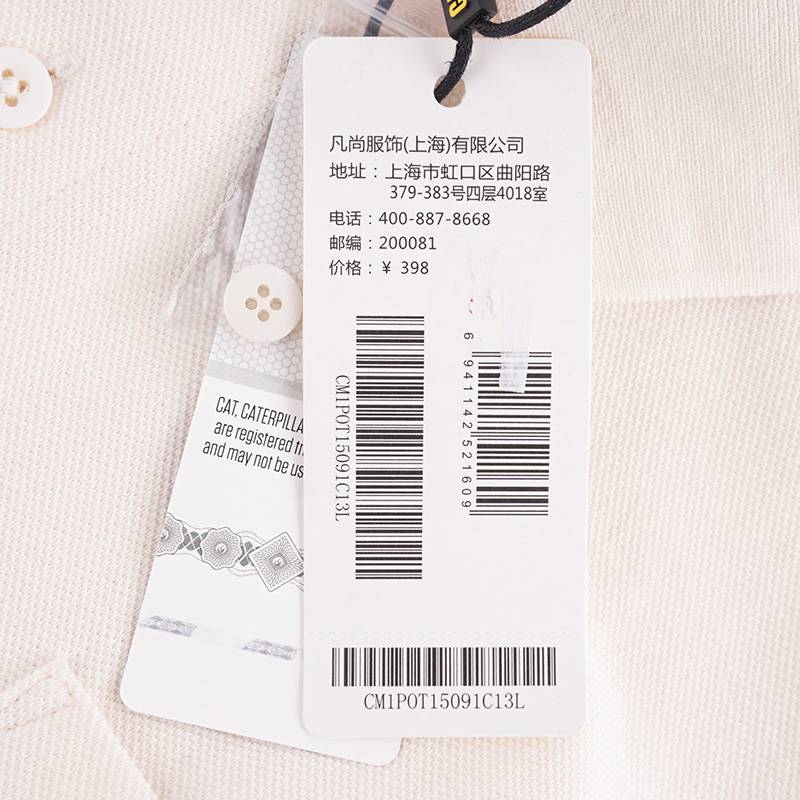 凡尚服饰(上海)有限公司
地址：上海市虹口区曲阳路
379-383号四层4018室
电话：400-887-8668
邮编：200081
价格：¥ 398
CM1POT15091C13L
6 941142 521609
CM1POT15091C13L
CAT, CATERPILLA
are registered tr
and may not be us